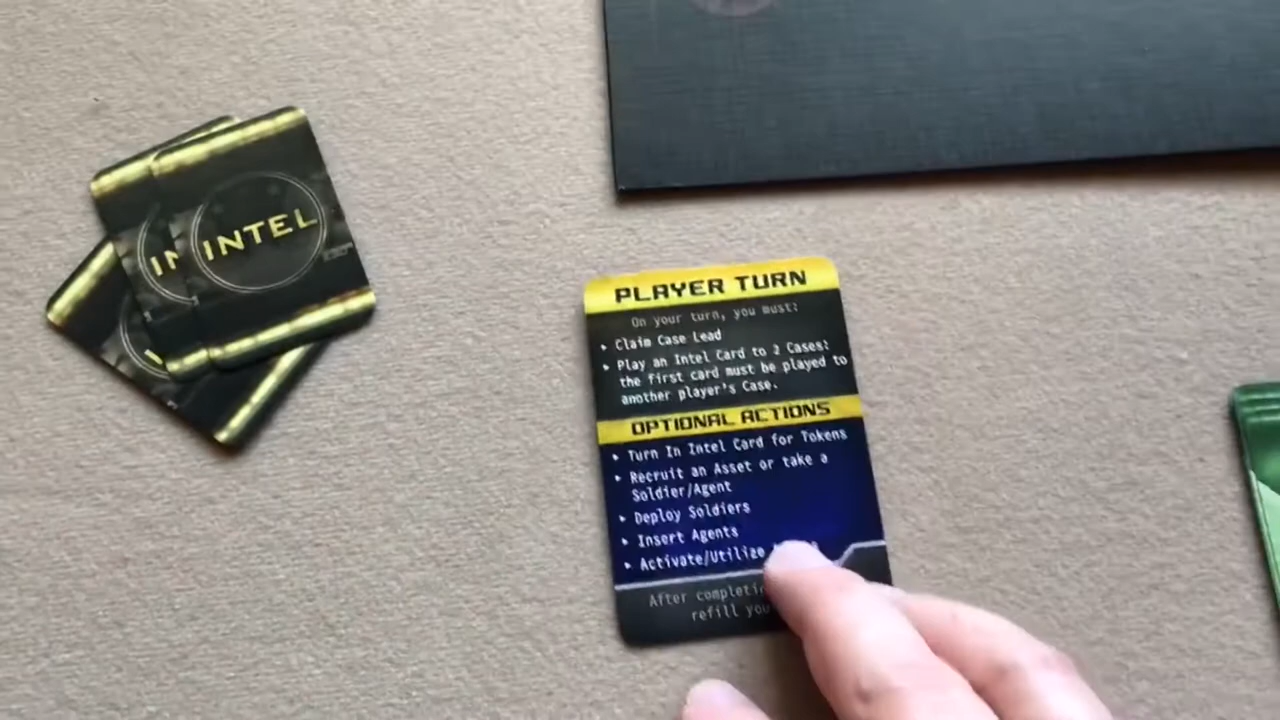 INTEL
PLAYER TURN
On your turn, you must:
▸ Claim Case Lead
▸ Play an Intel Card to 2 Cases:
the first card must be played to
another player's Case.
OPTIONAL ACTIONS
▸ Turn In Intel Card for Tokens
▸ Recruit an Asset or take a
Soldier/Agent
▸ Deploy Soldiers
▸ Insert Agents
▸ Activate/Utilize
After
refill